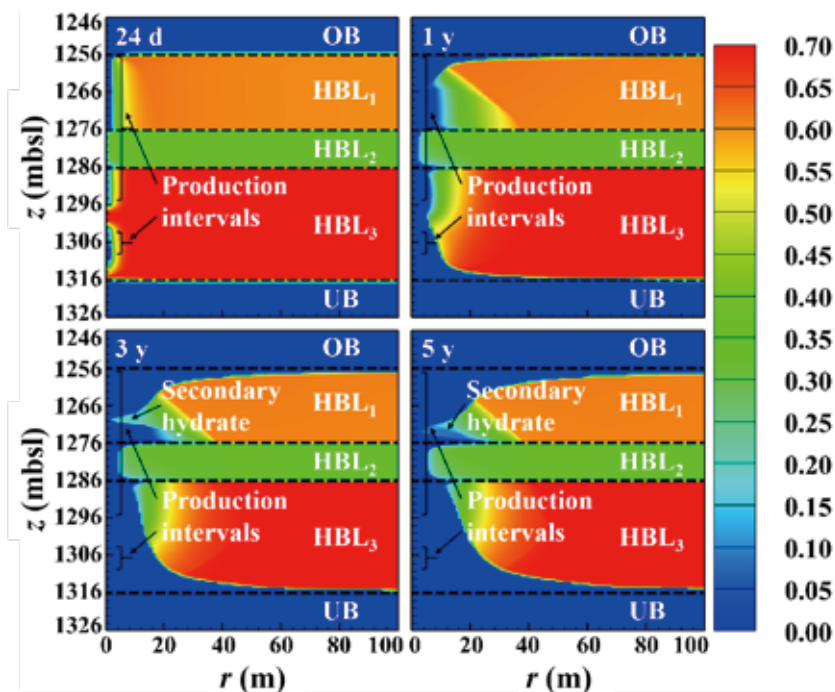 24 d
OB
HBL₁
HBL₂
Production
intervals
HBL₃
UB
1 y
OB
HBL₁
HBL₂
Production
intervals
HBL₃
UB
z (mbsl)
1246
1256
1266
1276
1286
1296
1306
1316
1326
3 y
OB
Secondary
hydrate
HBL₁
HBL₂
Production
intervals
HBL₃
UB
5 y
OB
Secondary
hydrate
HBL₁
HBL₂
Production
intervals
HBL₃
UB
z (mbsl)
1246
1256
1266
1276
1286
1296
1306
1316
1326
0 20 40 60 80 100
r (m)
0 20 40 60 80 100
r (m)
0.70
0.65
0.60
0.55
0.50
0.45
0.40
0.35
0.30
0.25
0.20
0.15
0.10
0.05
0.00